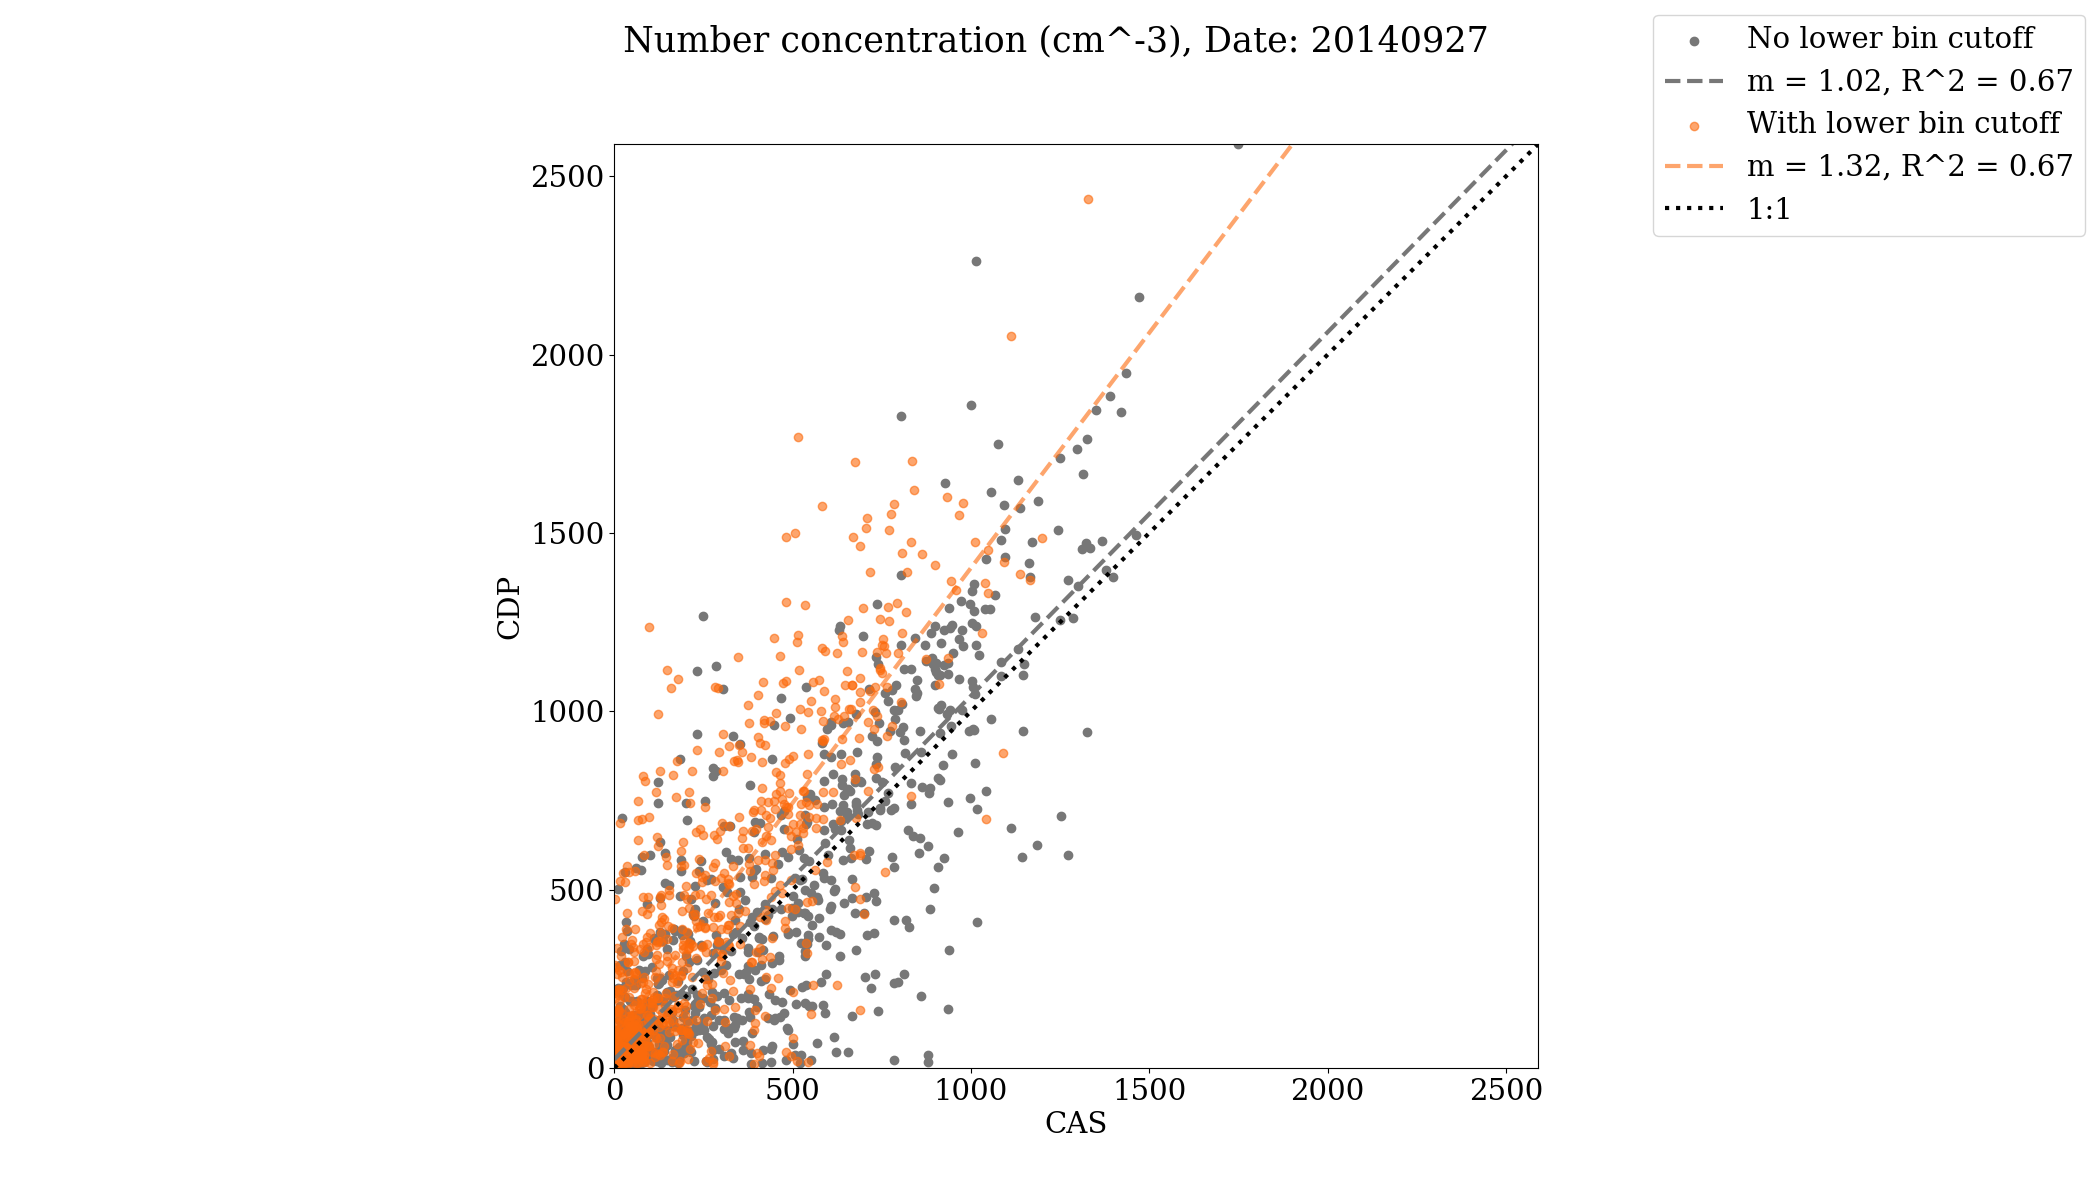 Number concentration (cm^-3), Date: 20140927
No lower bin cutoff
m = 1.02, R^2 = 0.67
With lower bin cutoff
m = 1.32, R^2 = 0.67
1:1
2500
2000
1500
1000
500
0
CDP
0 500 1000 1500 2000 2500
CAS